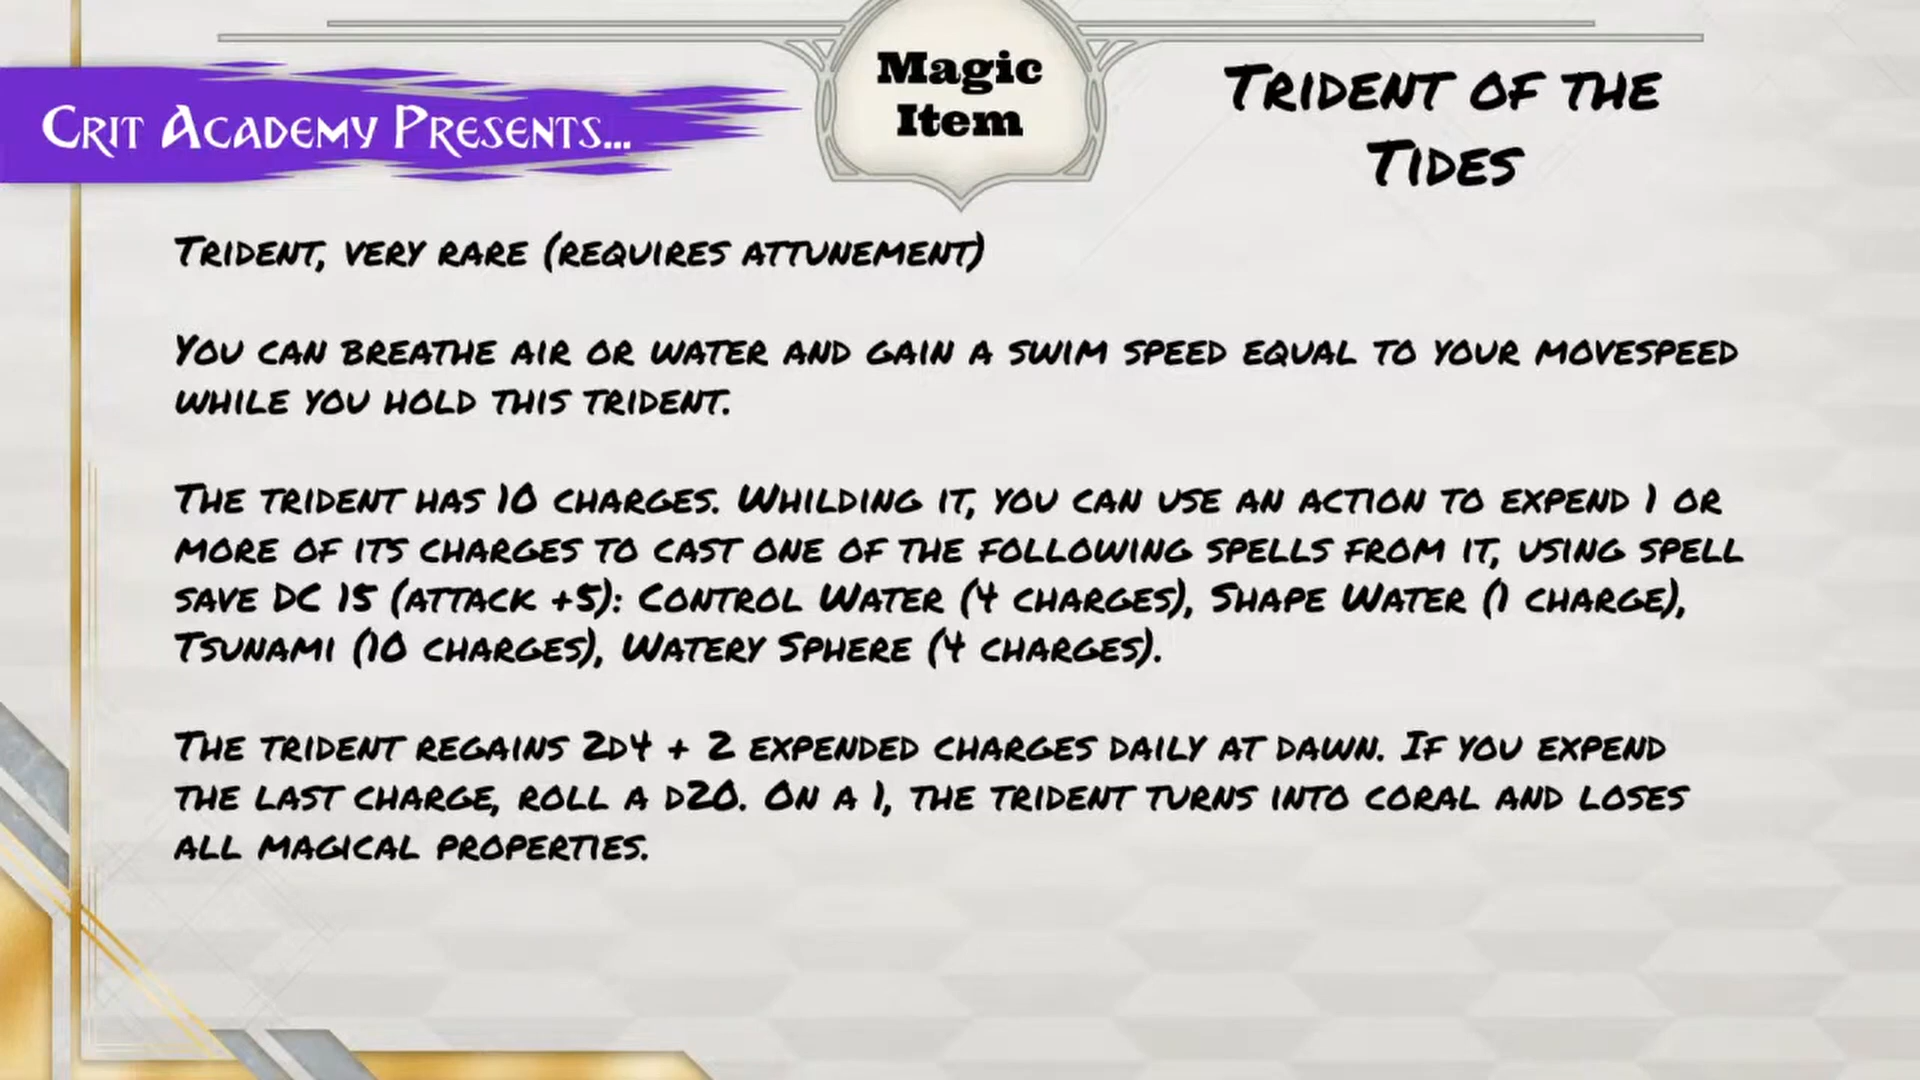 Crit Academy Presents...
Magic
Item
Trident of the
Tides
Trident, very rare (requires attunement)
You can breathe air or water and gain a swim speed equal to your movespeed
while you hold this trident.
The trident has 10 charges. Whilding it, you can use an action to expend 1 or
more of its charges to cast one of the following spells from it, using spell
save DC 15 (attack +5): Control Water (4 charges), Shape Water (1 charge),
Tsunami (10 charges), Watery Sphere (4 charges).
The trident regains 2d4 + 2 expended charges daily at dawn. If you expend
the last charge, roll a d20. On a 1, the trident turns into coral and loses
all magical properties.